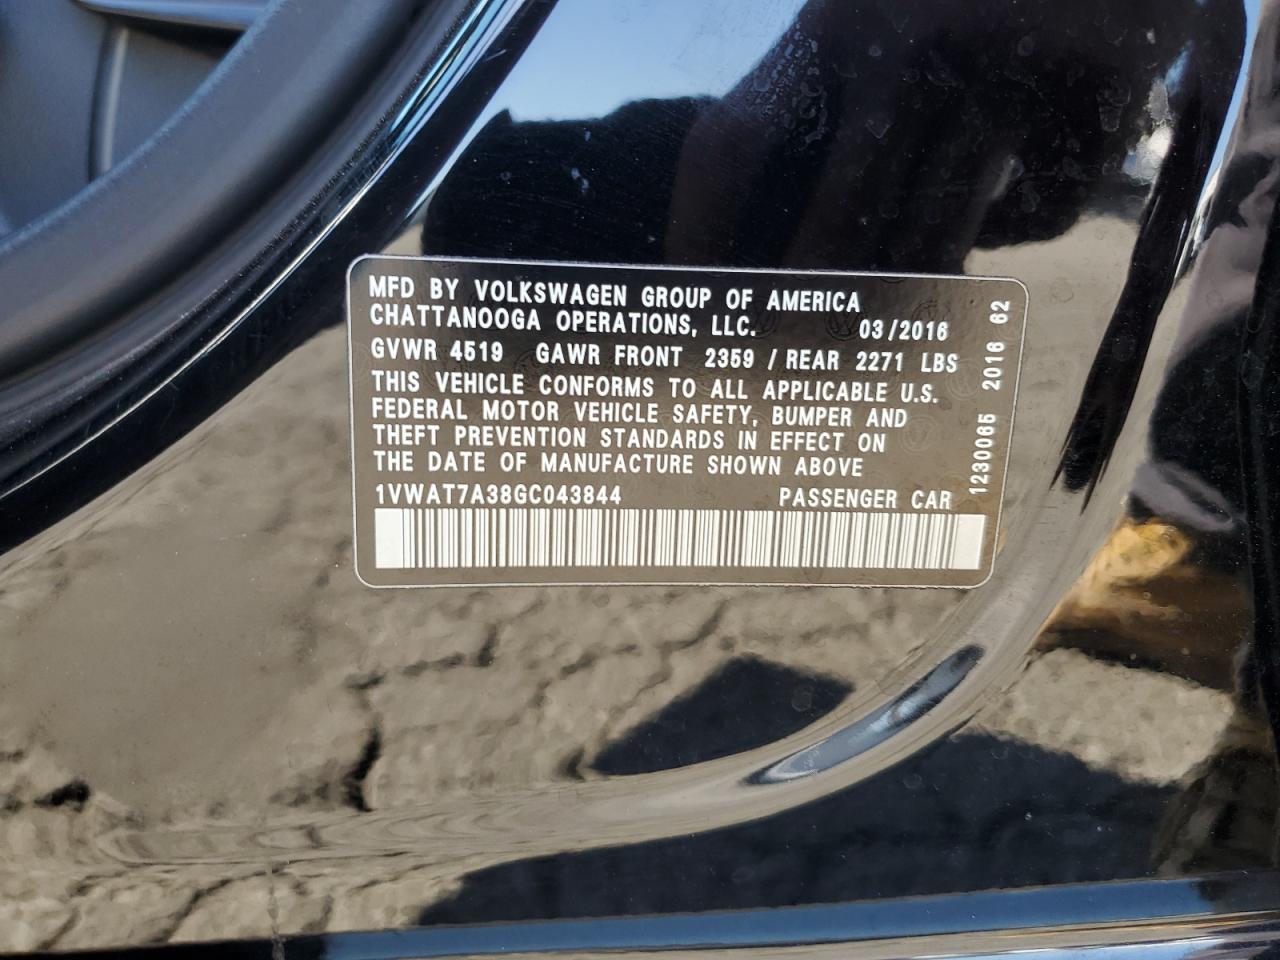 MFD BY VOLKSWAGEN GROUP OF AMERICA
CHATTANOOGA OPERATIONS, LLC. 03/2016
GVWR 4519 GAWR FRONT 2359 / REAR 2271 LBS
THIS VEHICLE CONFORMS TO ALL APPLICABLE U.S.
FEDERAL MOTOR VEHICLE SAFETY, BUMPER AND
THEFT PREVENTION STANDARDS IN EFFECT ON
THE DATE OF MANUFACTURE SHOWN ABOVE
1VWAT7A38GC043844 PASSENGER CAR
1230065 2016 62